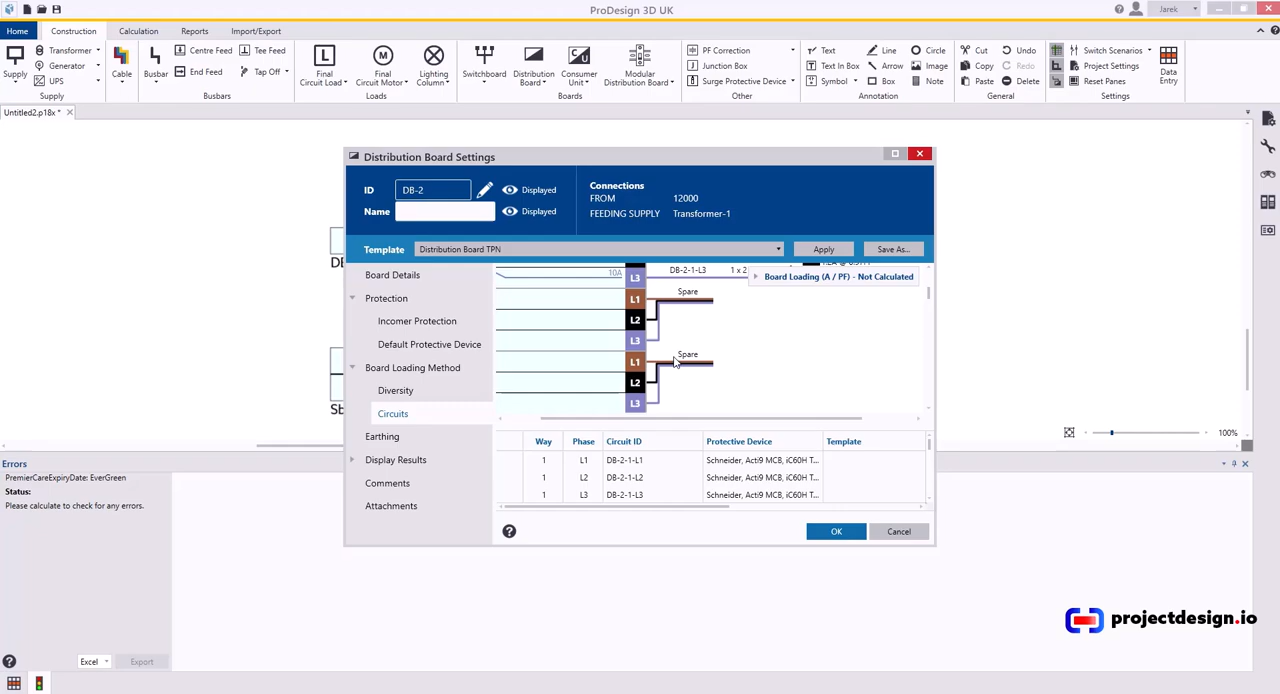 ProDesign 3D UK
Jarek
Home
Construction
Calculation
Reports
Import/Export
Supply
Transformer
Generator
UPS
Supply
Cable
Busbar
Centre Feed
End Feed
Tee Feed
Tap Off
Busbars
Final
Circuit Load
Final
Circuit Motor
Lighting
Column
Loads
Switchboard
Distribution
Board
Consumer
Unit
Modular
Distribution Board
Boards
PF Correction
Junction Box
Surge Protective Device
Other
Text
Text In Box
Symbol
Line
Arrow
Box
Circle
Image
Note
Annotation
Cut
Copy
Paste
Undo
Redo
Delete
General
Switch Scenarios
Project Settings
Reset Panels
Settings
Data
Entry
Untitled2.p18x *
Distribution Board Settings
ID
DB-2
Displayed
Name
Displayed
Connections
FROM
12000
FEEDING SUPPLY
Transformer-1
Template
Distribution Board TPN
Apply
Save As...
Board Details
Protection
Incomer Protection
Default Protective Device
Board Loading Method
Diversity
Circuits
Earthing
Display Results
Comments
Attachments
10A
L3
DB-2-1-L3
1 x 2
Board Loading (A / PF) - Not Calculated
L1
Spare
L2
L3
L1
Spare
L2
L3
Way Phase Circuit ID Protective Device Template
1 L1 DB-2-1-L1 Schneider, Acti9 MCB, iC60H T...
1 L2 DB-2-1-L2 Schneider, Acti9 MCB, iC60H T...
1 L3 DB-2-1-L3 Schneider, Acti9 MCB, iC60H T...
OK
Cancel
100%
Errors
PremierCareExpiryDate: EverGreen
Status:
Please calculate to check for any errors.
Excel
Export
projectdesign.io